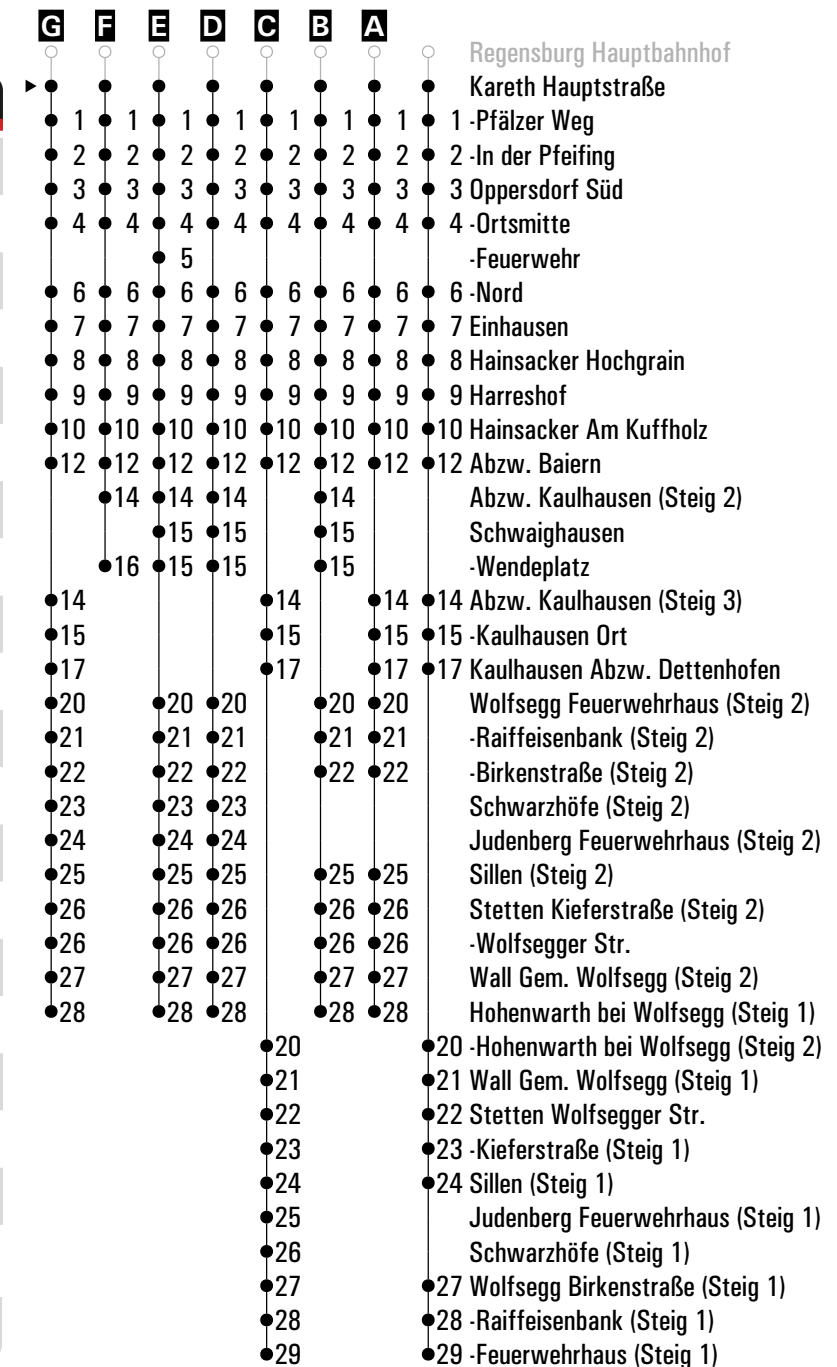 G F E D C B A
Regensburg Hauptbahnhof
Kareth Hauptstraße
1 1 1 1 1 1 1 1 -Pfälzer Weg
2 2 2 2 2 2 2 2 -In der Pfeifing
3 3 3 3 3 3 3 3 Oppersdorf Süd
4 4 4 4 4 4 4 4 -Ortsmitte
5 -Feuerwehr
6 6 6 6 6 6 6 6 -Nord
7 7 7 7 7 7 7 7 Einhausen
8 8 8 8 8 8 8 8 Hainsacker Hochgrain
9 9 9 9 9 9 9 9 Harreshof
10 10 10 10 10 10 10 10 Hainsacker Am Kuffholz
12 12 12 12 12 12 12 12 Abzw. Baiern
14 14 14 14 Abzw. Kaulhausen (Steig 2)
15 15 15 Schwaighausen
16 15 15 15 -Wendeplatz
14 14 14 14 Abzw. Kaulhausen (Steig 3)
15 15 15 15 -Kaulhausen Ort
17 17 17 17 Kaulhausen Abzw. Dettenhofen
20 20 20 20 20 Wolfsegg Feuerwehrhaus (Steig 2)
21 21 21 21 21 -Raiffeisenbank (Steig 2)
22 22 22 22 22 -Birkenstraße (Steig 2)
23 23 23 Schwarzhöfe (Steig 2)
24 24 24 Judenberg Feuerwehrhaus (Steig 2)
25 25 25 25 25 Sillen (Steig 2)
26 26 26 26 26 Stetten Kieferstraße (Steig 2)
26 26 26 26 26 -Wolfsegger Str.
27 27 27 27 27 Wall Gem. Wolfsegg (Steig 2)
28 28 28 28 28 Hohenwarth bei Wolfsegg (Steig 1)
20 20 -Hohenwarth bei Wolfsegg (Steig 2)
21 21 Wall Gem. Wolfsegg (Steig 1)
22 22 Stetten Wolfsegger Str.
23 23 -Kieferstraße (Steig 1)
24 24 Sillen (Steig 1)
25 Judenberg Feuerwehrhaus (Steig 1)
26 Schwarzhöfe (Steig 1)
27 27 Wolfsegg Birkenstraße (Steig 1)
28 28 -Raiffeisenbank (Steig 1)
29 29 -Feuerwehrhaus (Steig 1)